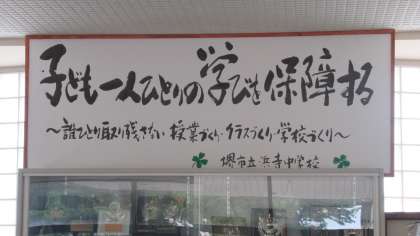 子ども一人ひとりの学びを保障する
〜誰ひとり取り残さない 授業づくり・クラスづくり・学校づくり〜
堺市立浜寺中学校